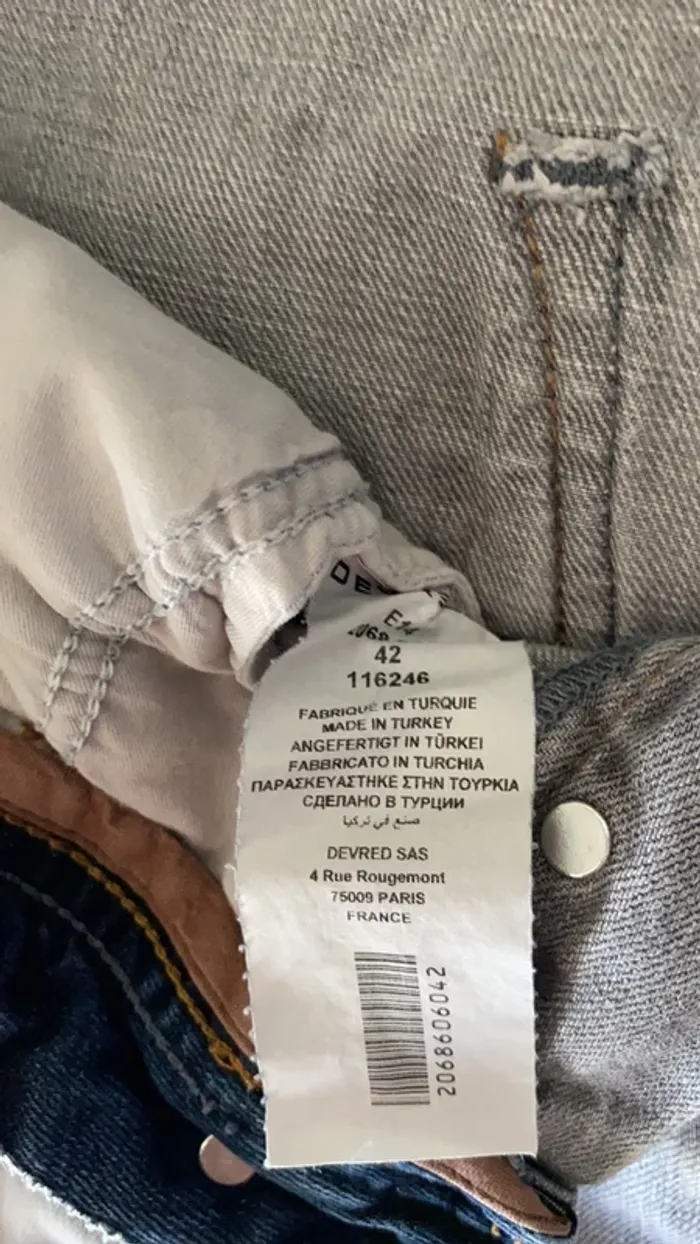 42
116246
FABRIQUÉ EN TURQUIE
MADE IN TURKEY
ANGEFERTIGT IN TÜRKEI
FABBRICATO IN TURCHIA
ΠΑΡΑΣΚΕΥΑΣΤΗΚΕ ΣΤΗΝ ΤΟΥΡΚΙΑ
СДЕЛАНО В ТУРЦИИ
صنع في تركيا
DEVRED SAS
4 Rue Rougemont
75009 PARIS
FRANCE
2068606042